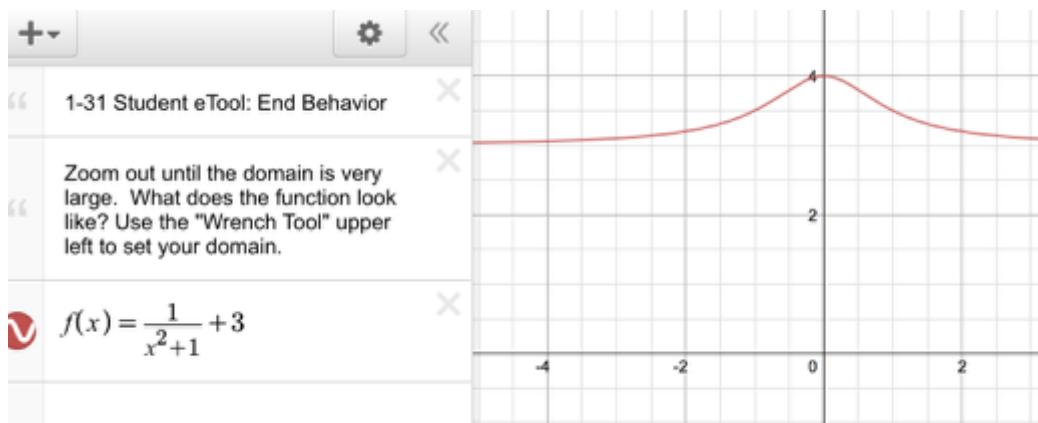 1-31 Student eTool: End Behavior
Zoom out until the domain is very
large. What does the function look
like? Use the "Wrench Tool" upper
left to set your domain.
f(x) = \frac{1}{x^2+1} + 3
4
2
-4 -2 0 2